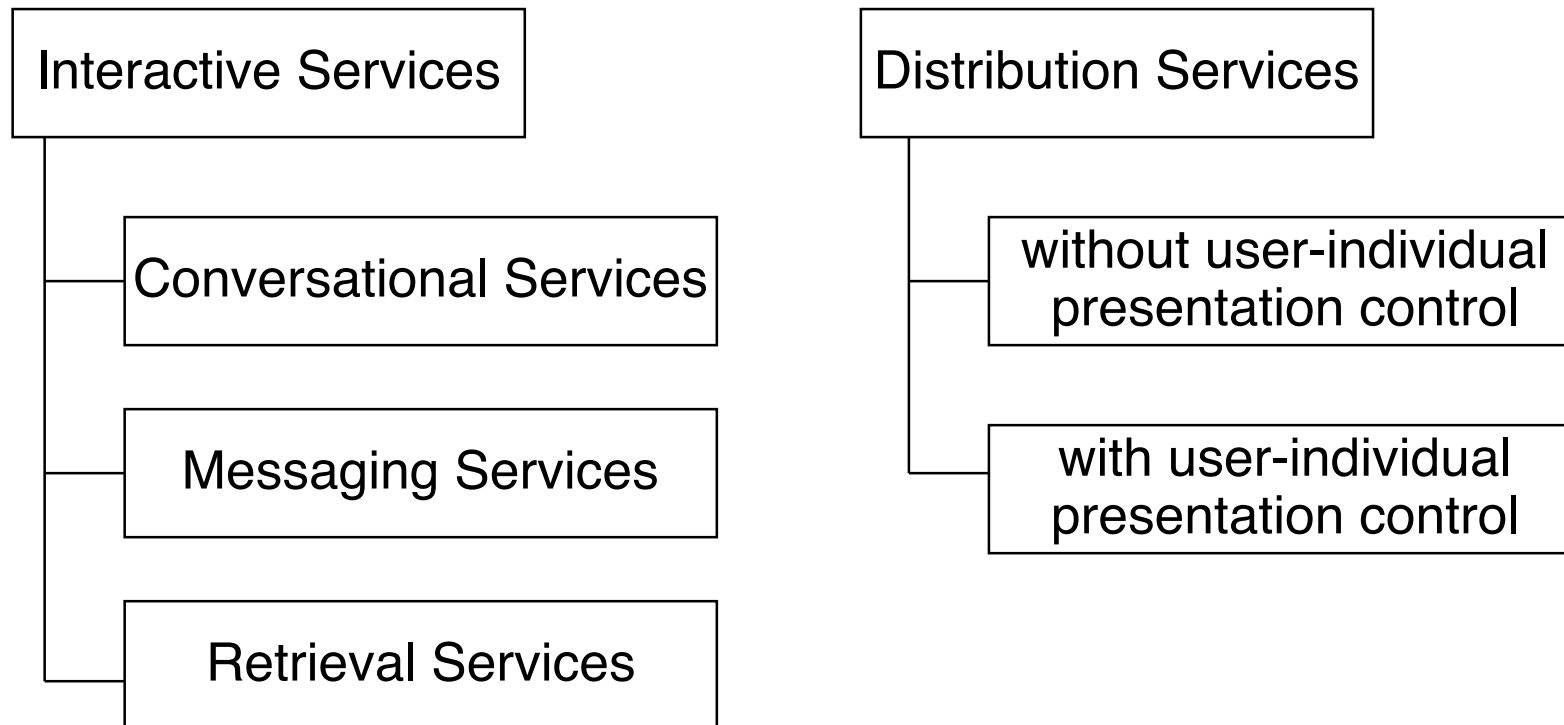 Interactive Services
Conversational Services
Messaging Services
Retrieval Services
Distribution Services
without user-individual
presentation control
with user-individual
presentation control